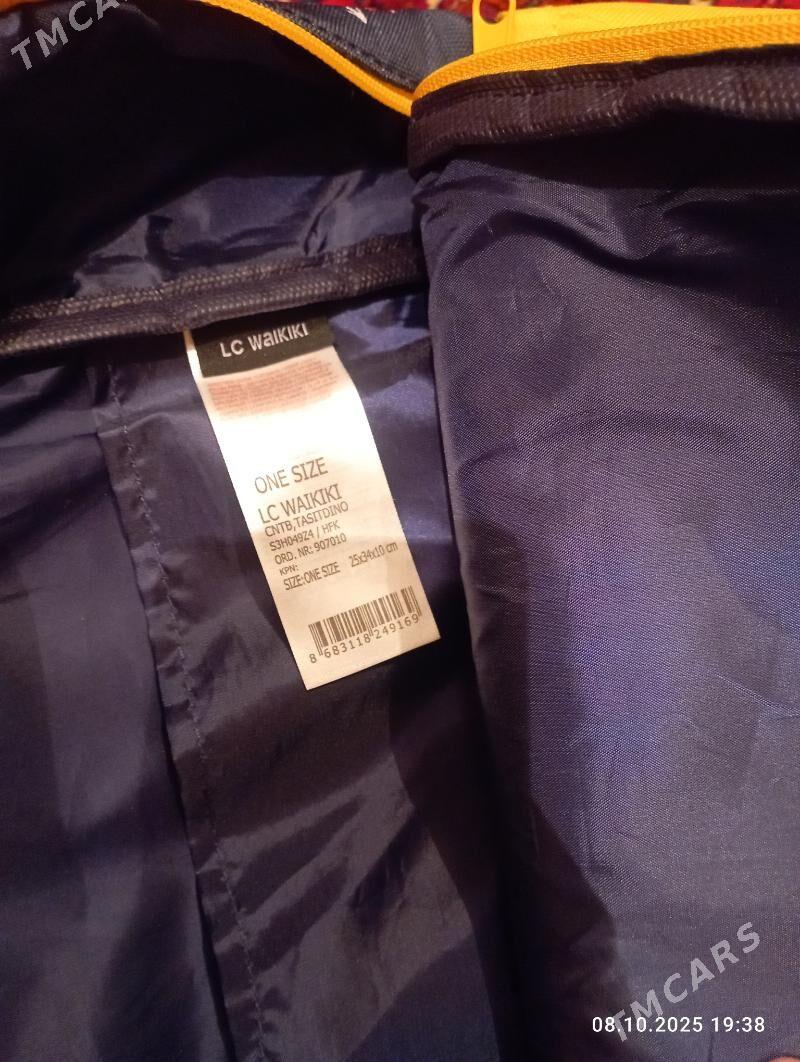 TMCARS
LC Waikiki
ONE SIZE
LC WAIKIKI
CNTB,TASITDINO
S3H049Z4 / HFK
ORD. NR: 907010
KPN:
SIZE:ONE SIZE 25x34x10 cm
8 683118 249169
TMCARS
08.10.2025 19:38